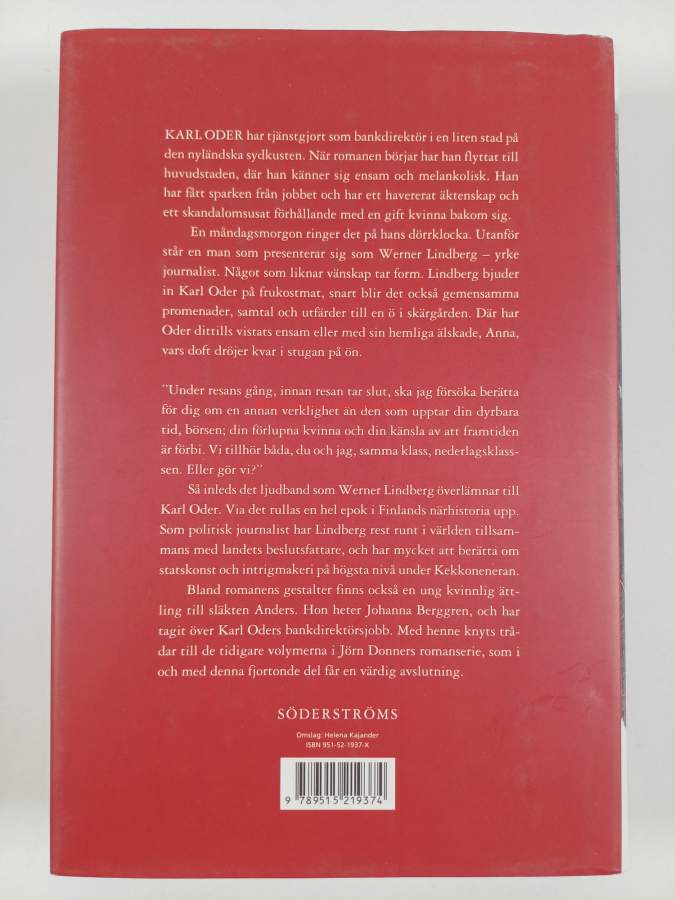 KARL ODER har tjänstgjort som bankdirektör i en liten stad på
den nyländska sydkusten. När romanen börjar har han flyttat till
huvudstaden, där han känner sig ensam och melankolisk. Han
har fått sparken från jobbet och har ett havererat äktenskap och
ett skandalomsusat förhållande med en gift kvinna bakom sig.
En måndagsmorgon ringer det på hans dörrklocka. Utanför
står en man som presenterar sig som Werner Lindberg – yrke
journalist. Något som liknar vänskap tar form. Lindberg bjuder
in Karl Oder på frukostmat, snart blir det också gemensamma
promenader, samtal och utfärder till en ö i skärgården. Där har
Oder dittills vistats ensam eller med sin hemliga älskade, Anna,
vars doft dröjer kvar i stugan på ön.
"Under resans gång, innan resan tar slut, ska jag försöka berätta
för dig om en annan verklighet än den som upptar din dyrbara
tid, börsen; din förlupna kvinna och din känsla av att framtiden
är förbi. Vi tillhör båda, du och jag, samma klass, nederlagsklass-
sen. Eller gör vi?"
Så inleds det ljudband som Werner Lindberg överlämnar till
Karl Oder. Via det rullas en hel epok i Finlands närhistoria upp.
Som politisk journalist har Lindberg rest runt i världen tillsam-
mans med landets beslutsfattare, och har mycket att berätta om
statskonst och intrigmakeri på högsta nivå under Kekkoneneran.
Bland romanens gestalter finns också en ung kvinnlig ätt-
ling till släkten Anders. Hon heter Johanna Berggren, och har
tagit över Karl Oders bankdirektörsjobb. Med henne knyts trå-
dar till de tidigare volymerna i Jörn Donners romanserie, som i
och med denna fjortonde del får en värdig avslutning.
SÖDERSTRÖMS
Omslag: Helena Kajander
ISBN 951-52-1937-X
9 789515 219374